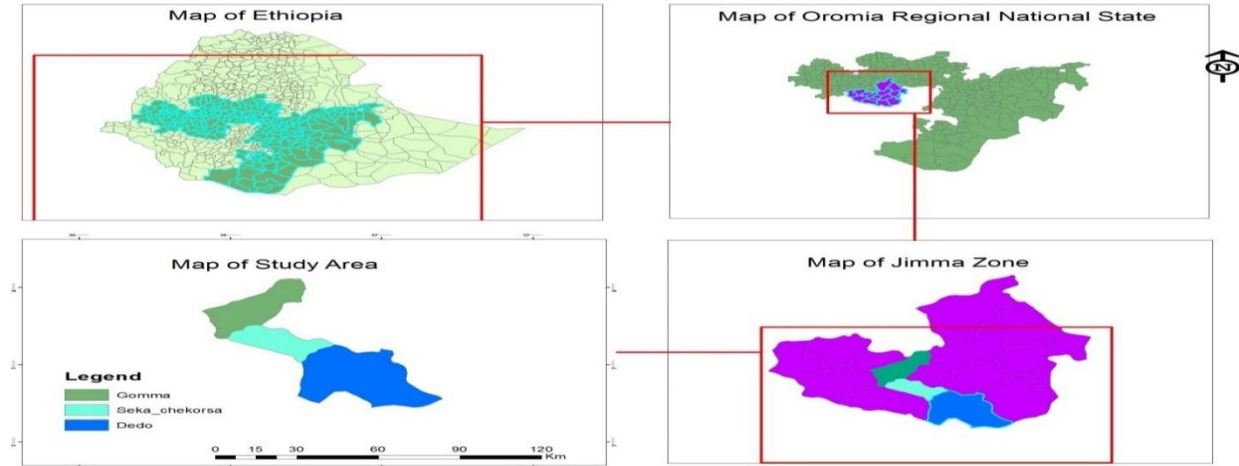 Map of Ethiopia
Map of Oromia Regional National State
N
Map of Study Area
Legend
Gomma
Seka_chekorsa
Dedo
0 15 30 60 90 120
Km
Map of Jimma Zone